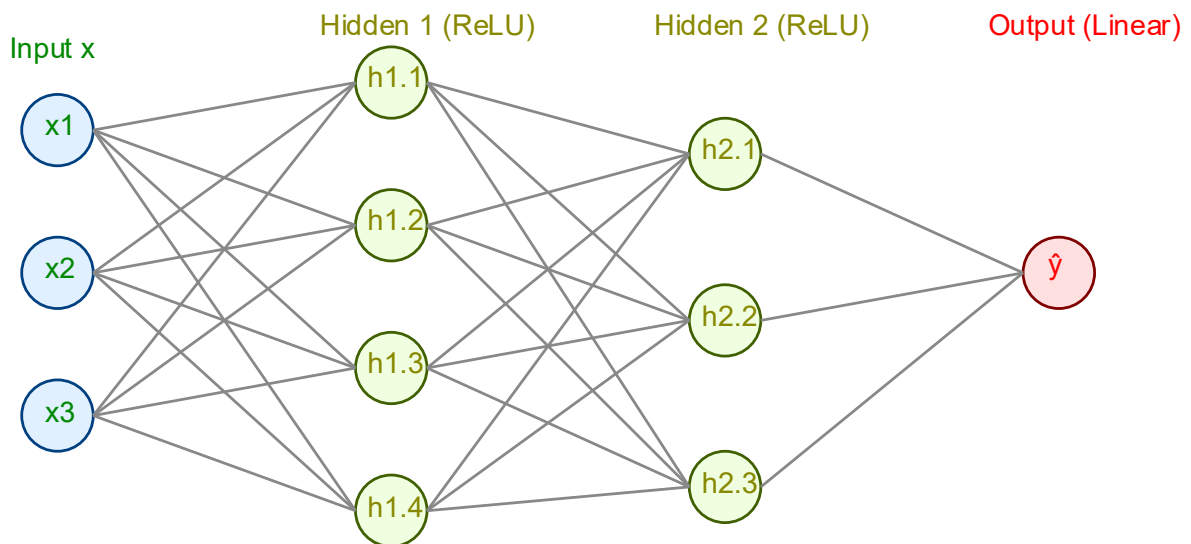 Input x
Hidden 1 (ReLU)
Hidden 2 (ReLU)
Output (Linear)
x1
x2
x3
h1.1
h1.2
h1.3
h1.4
h2.1
h2.2
h2.3
ŷ